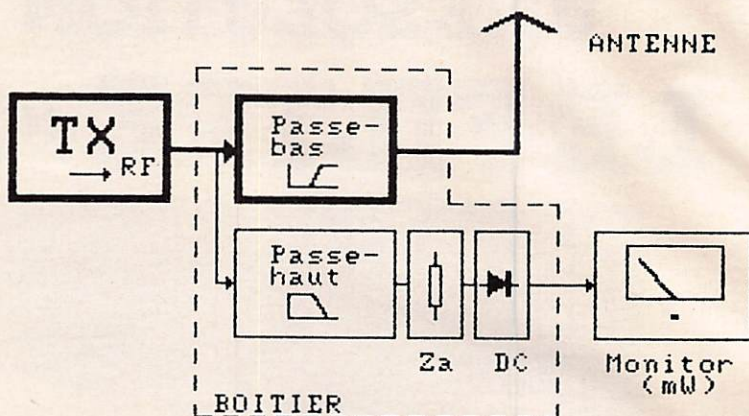 ANTENNE
TX
RF
Passe-
bas
Passe-
haut
Za
DC
Monitor
(mW)
BOITIER